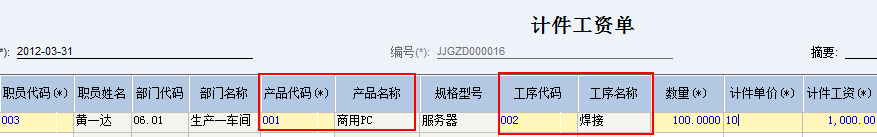 计件工资单
*): 2012-03-31 编号(*): JJGZD000016 摘要:
职员代码(*) 职员姓名 部门代码 部门名称 产品代码(*) 产品名称 规格型号 工序代码 工序名称 数量(*) 计件单价(*) 计件工资(*)
003 黄一达 06.01 生产一车间 001 商用PC 服务器 002 焊接 100.0000 10 1,000.00